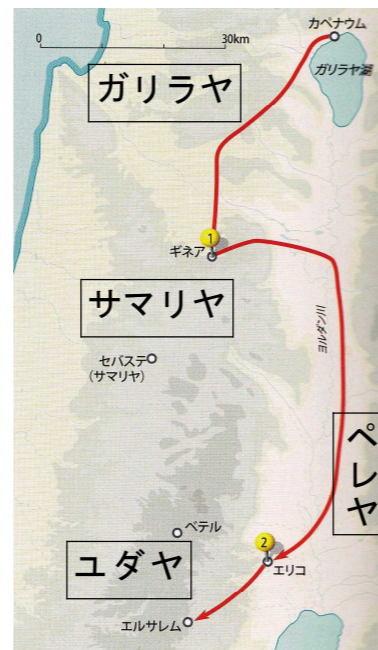 カペナウム
0 30km
ガリラヤ湖
ガリラヤ
1
ギネア
サマリヤ
ヨルダン川
セバステ
(サマリヤ)
ペレヤ
ベテル
2
ユダヤ
エリコ
エルサレム